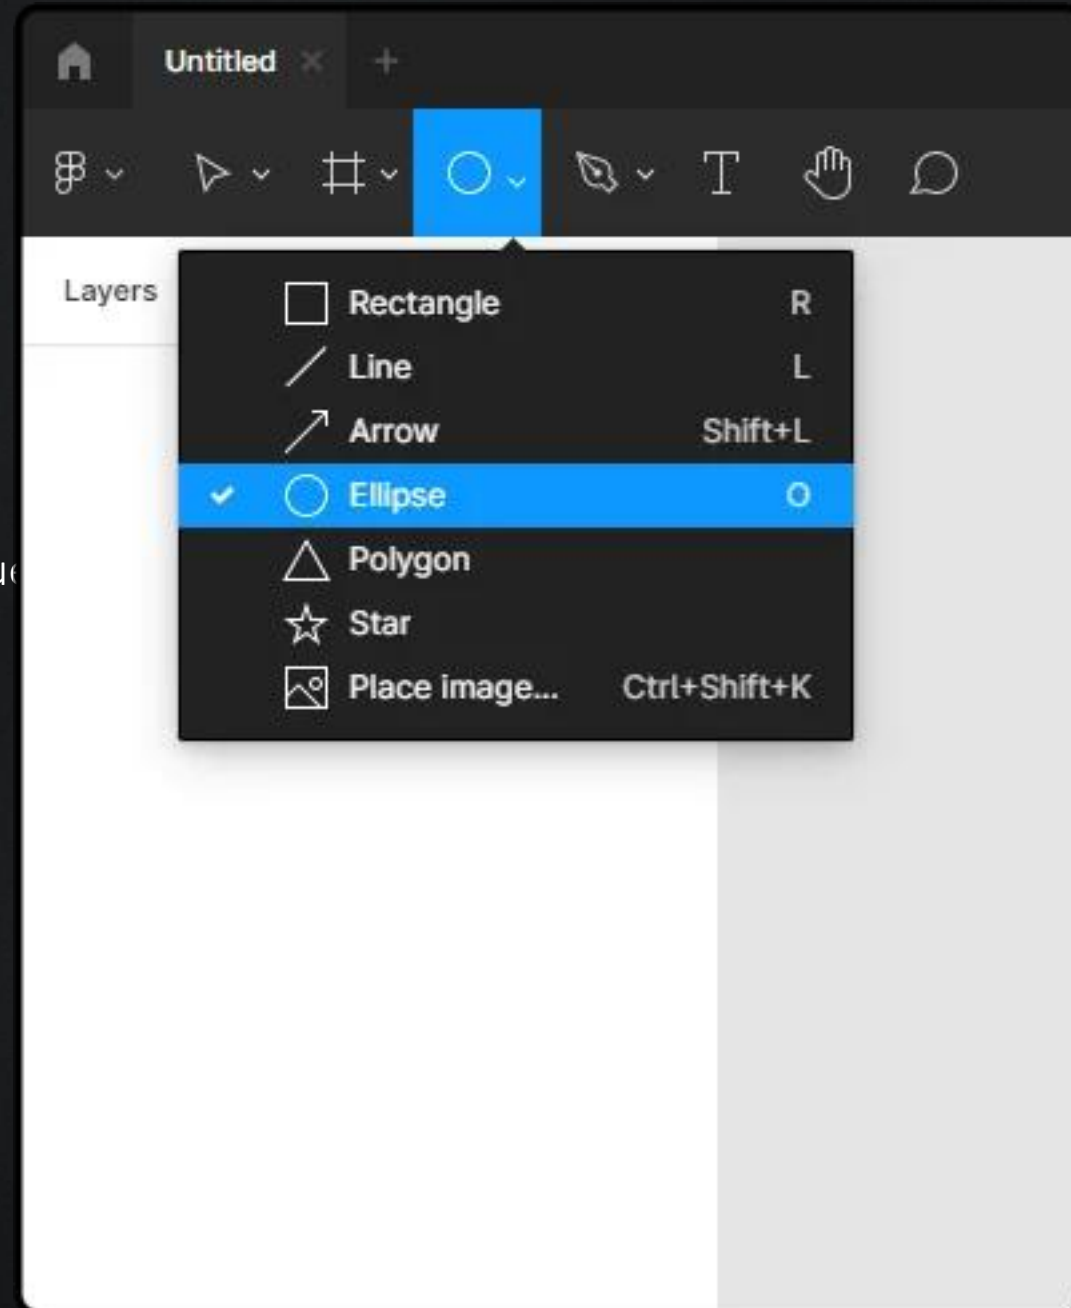 Untitled
Layers
Rectangle R
Line L
Arrow Shift+L
Ellipse O
Polygon
Star
Place image... Ctrl+Shift+K